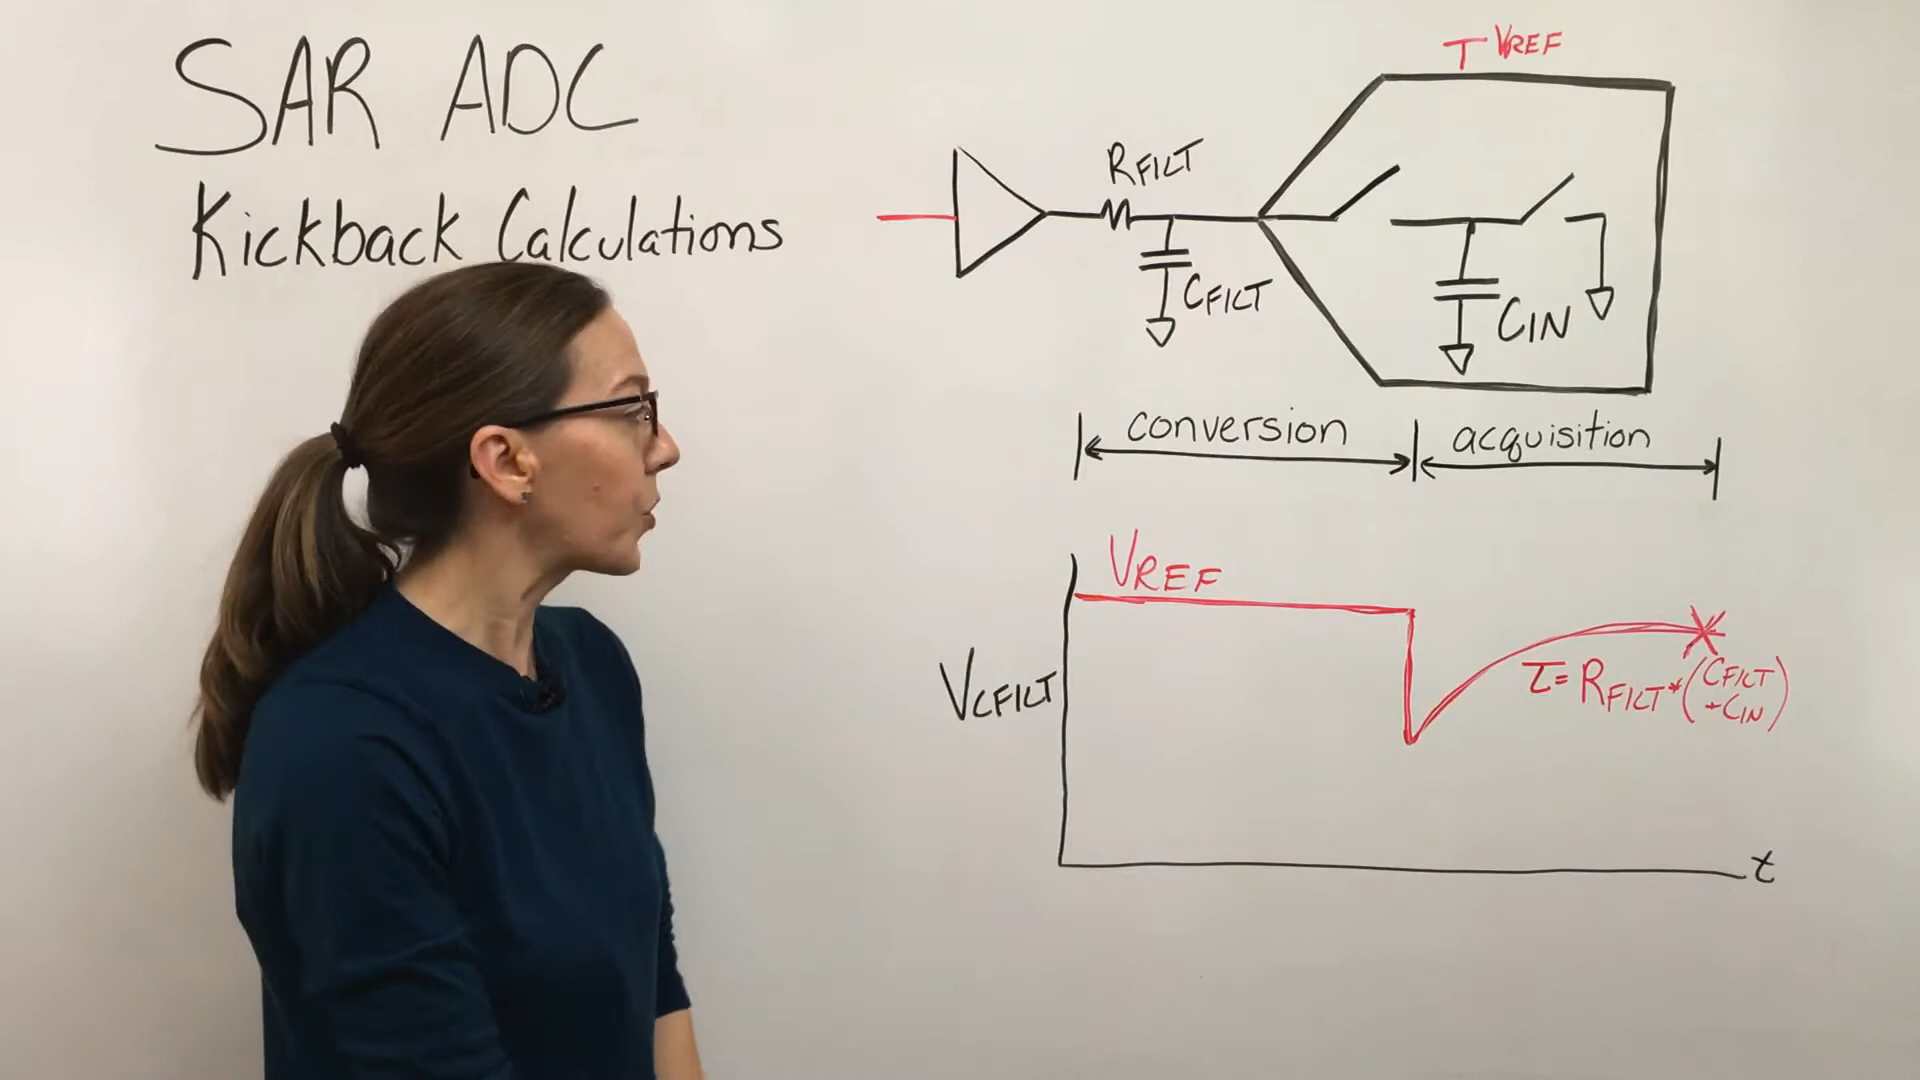 SAR ADC
Kickback Calculations
VREF
RFILT
CFILT
CIN
conversion
acquisition
VREF
VCFILT
τ= RFILT*(CFILT
+CIN)
t